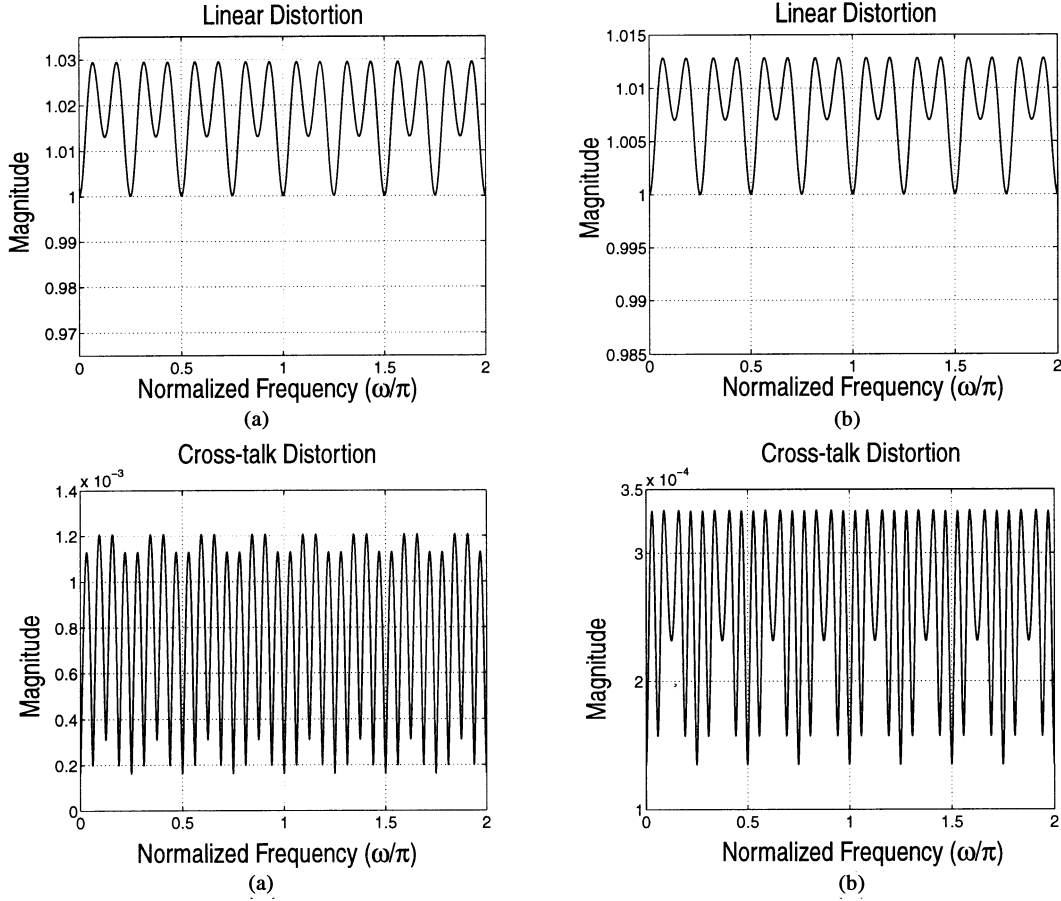 Linear Distortion
1.03
1.02
1.01
1
0.99
0.98
0.97
Magnitude
0
0.5
1
1.5
2
Normalized Frequency (ω/π)
(a)
Linear Distortion
1.015
1.01
1.005
1
0.995
0.99
0.985
Magnitude
0
0.5
1
1.5
2
Normalized Frequency (ω/π)
(b)
Cross-talk Distortion
x 10⁻³
1.4
1.2
1
0.8
0.6
0.4
0.2
0
Magnitude
0
0.5
1
1.5
2
Normalized Frequency (ω/π)
(a)
Cross-talk Distortion
x 10⁻⁴
3.5
3
2
1
Magnitude
0
0.5
1
1.5
2
Normalized Frequency (ω/π)
(b)